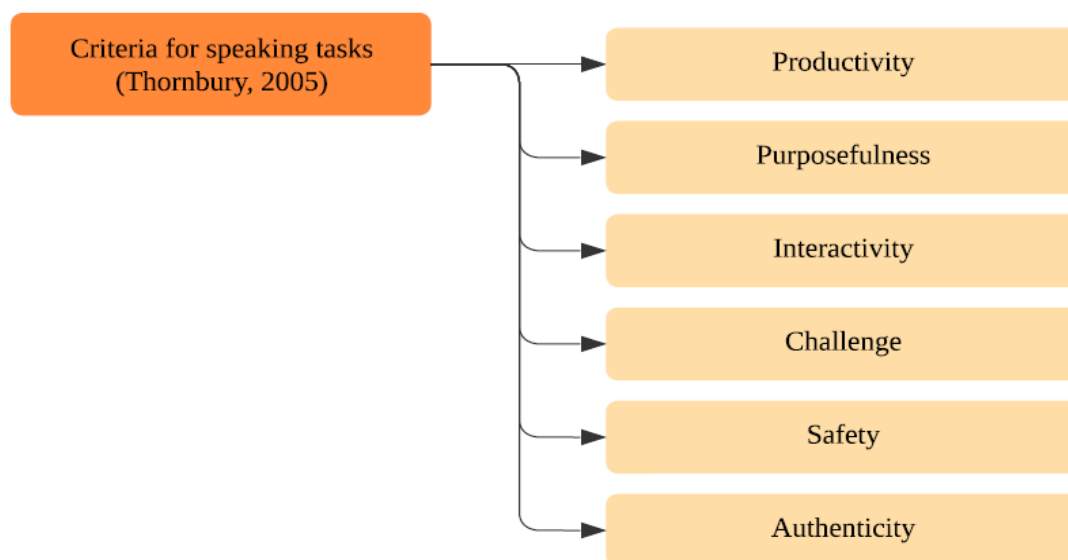 Criteria for speaking tasks
(Thornbury, 2005)
Productivity
Purposefulness
Interactivity
Challenge
Safety
Authenticity